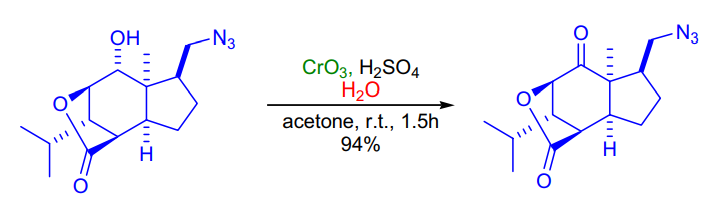 OH
N3
O
O
H
CrO3, H2SO4
H2O
acetone, r.t., 1.5h
94%
O
N3
O
O
H